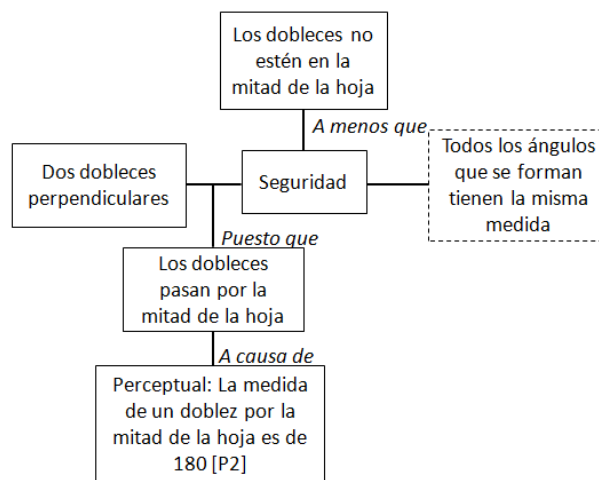 Los dobleces no
estén en la
mitad de la hoja
A menos que
Dos dobleces
perpendiculares
Seguridad
Todos los ángulos
que se forman
tienen la misma
medida
Puesto que
Los dobleces
pasan por la
mitad de la hoja
A causa de
Perceptual: La medida
de un doblez por la
mitad de la hoja es de
180 [P2]